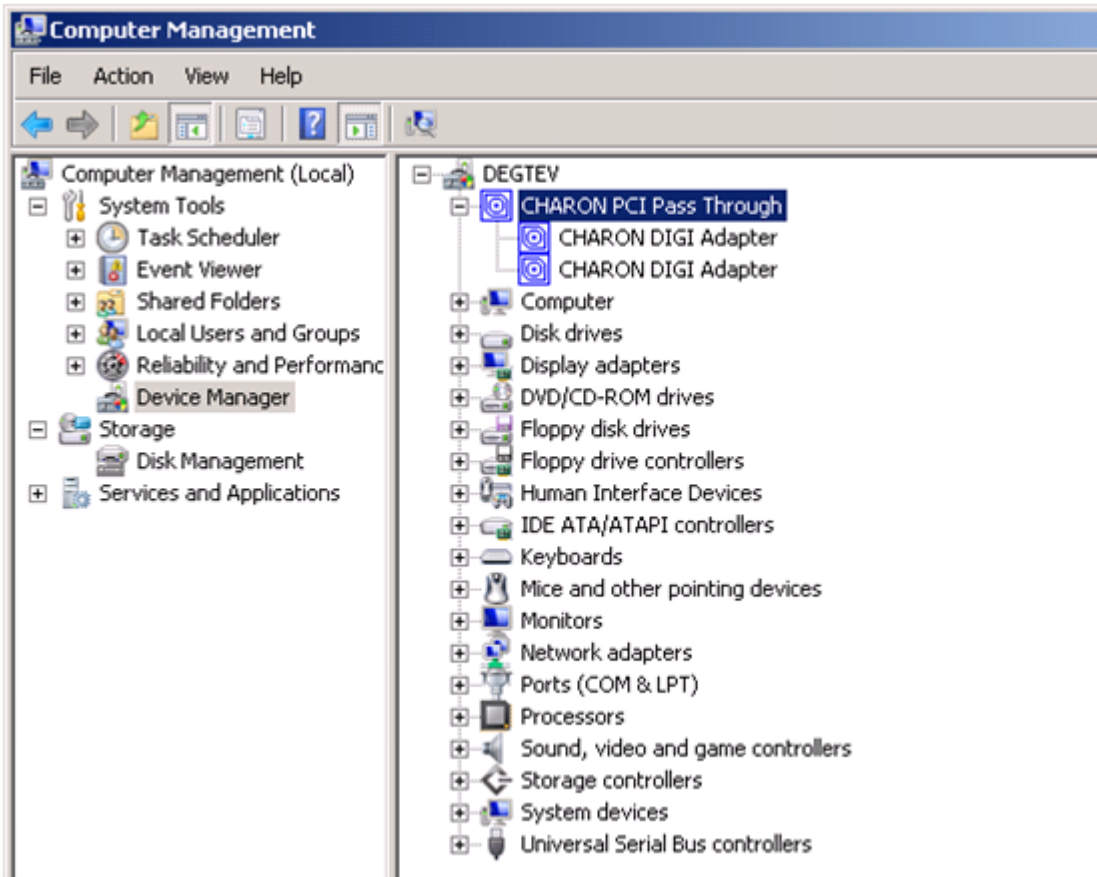 Computer Management
File Action View Help
Computer Management (Local)
System Tools
Task Scheduler
Event Viewer
Shared Folders
Local Users and Groups
Reliability and Performanc
Device Manager
Storage
Disk Management
Services and Applications
DEGTEV
CHARON PCI Pass Through
CHARON DIGI Adapter
CHARON DIGI Adapter
Computer
Disk drives
Display adapters
DVD/CD-ROM drives
Floppy disk drives
Floppy drive controllers
Human Interface Devices
IDE ATA/ATAPI controllers
Keyboards
Mice and other pointing devices
Monitors
Network adapters
Ports (COM & LPT)
Processors
Sound, video and game controllers
Storage controllers
System devices
Universal Serial Bus controllers